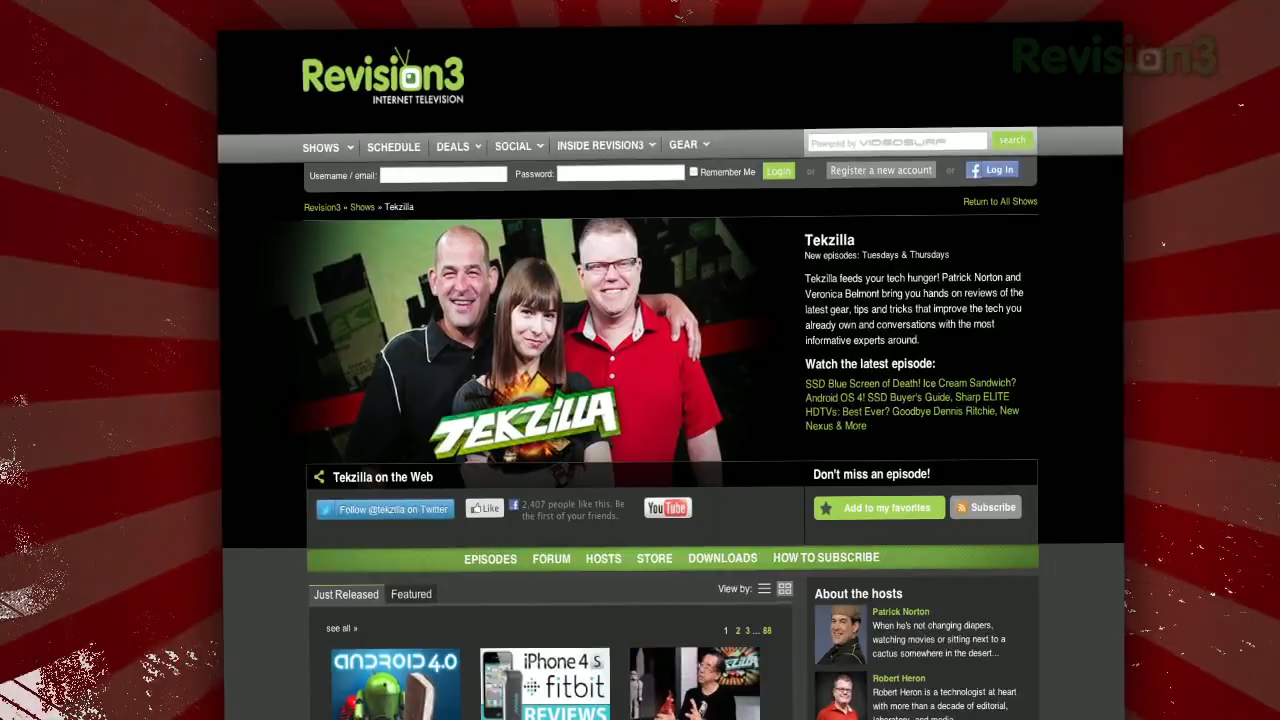 Revision3
INTERNET TELEVISION
Revision3
SHOWS
SCHEDULE
DEALS
SOCIAL
INSIDE REVISION3
GEAR
Powered by VIDEOSURF
search
Username / email:
Password:
Remember Me
Login
or
Register a new account
or
Log In
Revision3 » Shows » Tekzilla
Return to All Shows
Tekzilla
New episodes: Tuesdays & Thursdays
Tekzilla feeds your tech hunger! Patrick Norton and
Veronica Belmont bring you hands on reviews of the
latest gear, tips and tricks that improve the tech you
already own and conversations with the most
informative experts around.
Watch the latest episode:
SSD Blue Screen of Death! Ice Cream Sandwich?
Android OS 4! SSD Buyer's Guide, Sharp ELITE
HDTVs: Best Ever? Goodbye Dennis Ritchie, New
Nexus & More
TEKZILLA
Tekzilla on the Web
Don't miss an episode!
Follow @tekzilla on Twitter
Like
2,407 people like this. Be
the first of your friends.
YouTube
Add to my favorites
Subscribe
EPISODES
FORUM
HOSTS
STORE
DOWNLOADS
HOW TO SUBSCRIBE
Just Released
Featured
View by:
see all »
1 2 3 ... 88
ANDROID 4.0
iPhone 4S
fitbit
REVIEWS
TEKZILLA
About the hosts
Patrick Norton
When he's not changing diapers,
watching movies or sitting next to a
cactus somewhere in the desert...
Robert Heron
Robert Heron is a technologist at heart
with more than a decade of editorial,
laboratory, and media